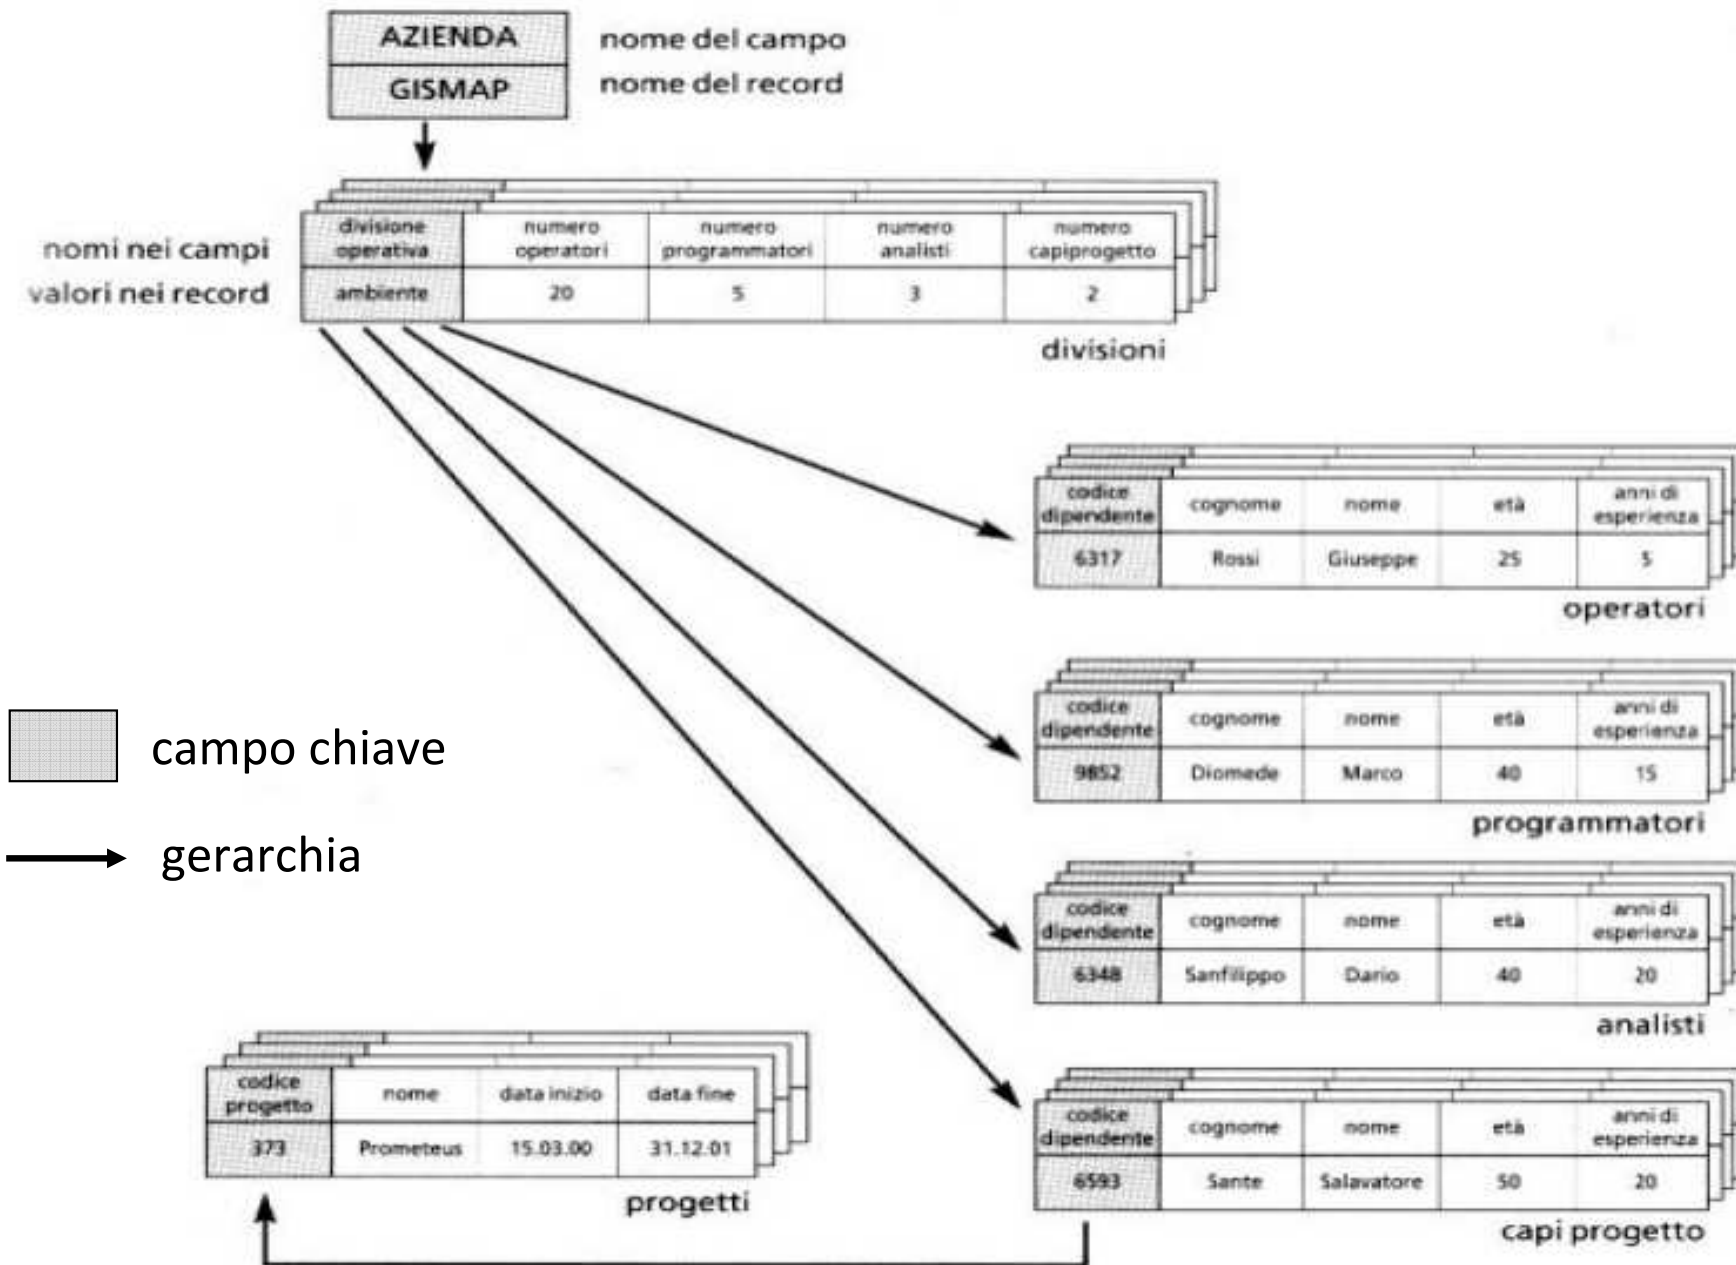 AZIENDA nome del campo
GISMAP nome del record
nomi nei campi
valori nei record
divisione operativa numero operatori numero programmatori numero analisti numero capiprogetto
ambiente 20 5 3 2
divisioni
codice dipendente cognome nome età anni di esperienza
6317 Rossi Giuseppe 25 5
operatori
codice dipendente cognome nome età anni di esperienza
9852 Diomede Marco 40 15
programmatori
campo chiave
gerarchia
codice dipendente cognome nome età anni di esperienza
6348 Sanfilippo Dario 40 20
analisti
codice progetto nome data inizio data fine
373 Prometeus 15.03.00 31.12.01
progetti
codice dipendente cognome nome età anni di esperienza
6593 Sante Salavatore 50 20
capi progetto